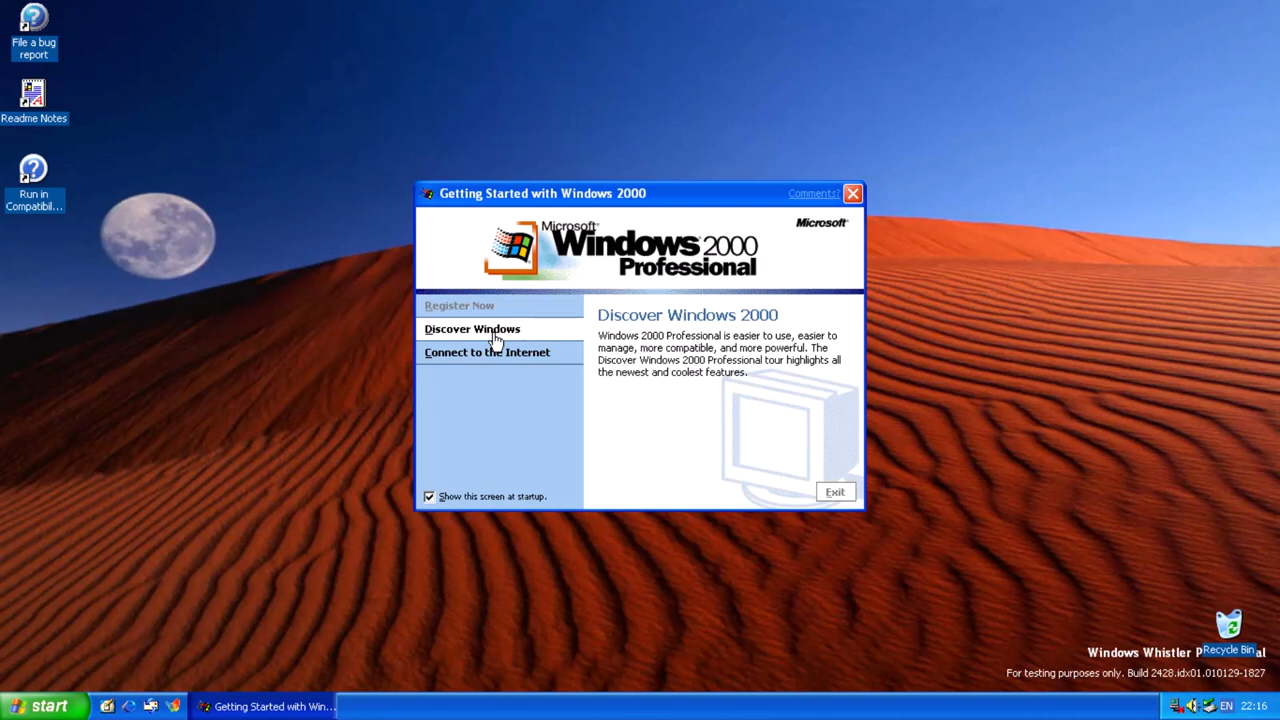 File a bug
report
Readme Notes
Run in
Compatibil...
Getting Started with Windows 2000
Comments?
Microsoft
Windows 2000
Professional
Microsoft
Register Now
Discover Windows
Connect to the Internet
Show this screen at startup.
Discover Windows 2000
Windows 2000 Professional is easier to use, easier to
manage, more compatible, and more powerful. The
Discover Windows 2000 Professional tour highlights all
the newest and coolest features.
Exit
Recycle Bin
Windows Whistler
For testing purposes only. Build 2428.idx01.010129-1827
start
Getting Started with Win...
EN
22:16